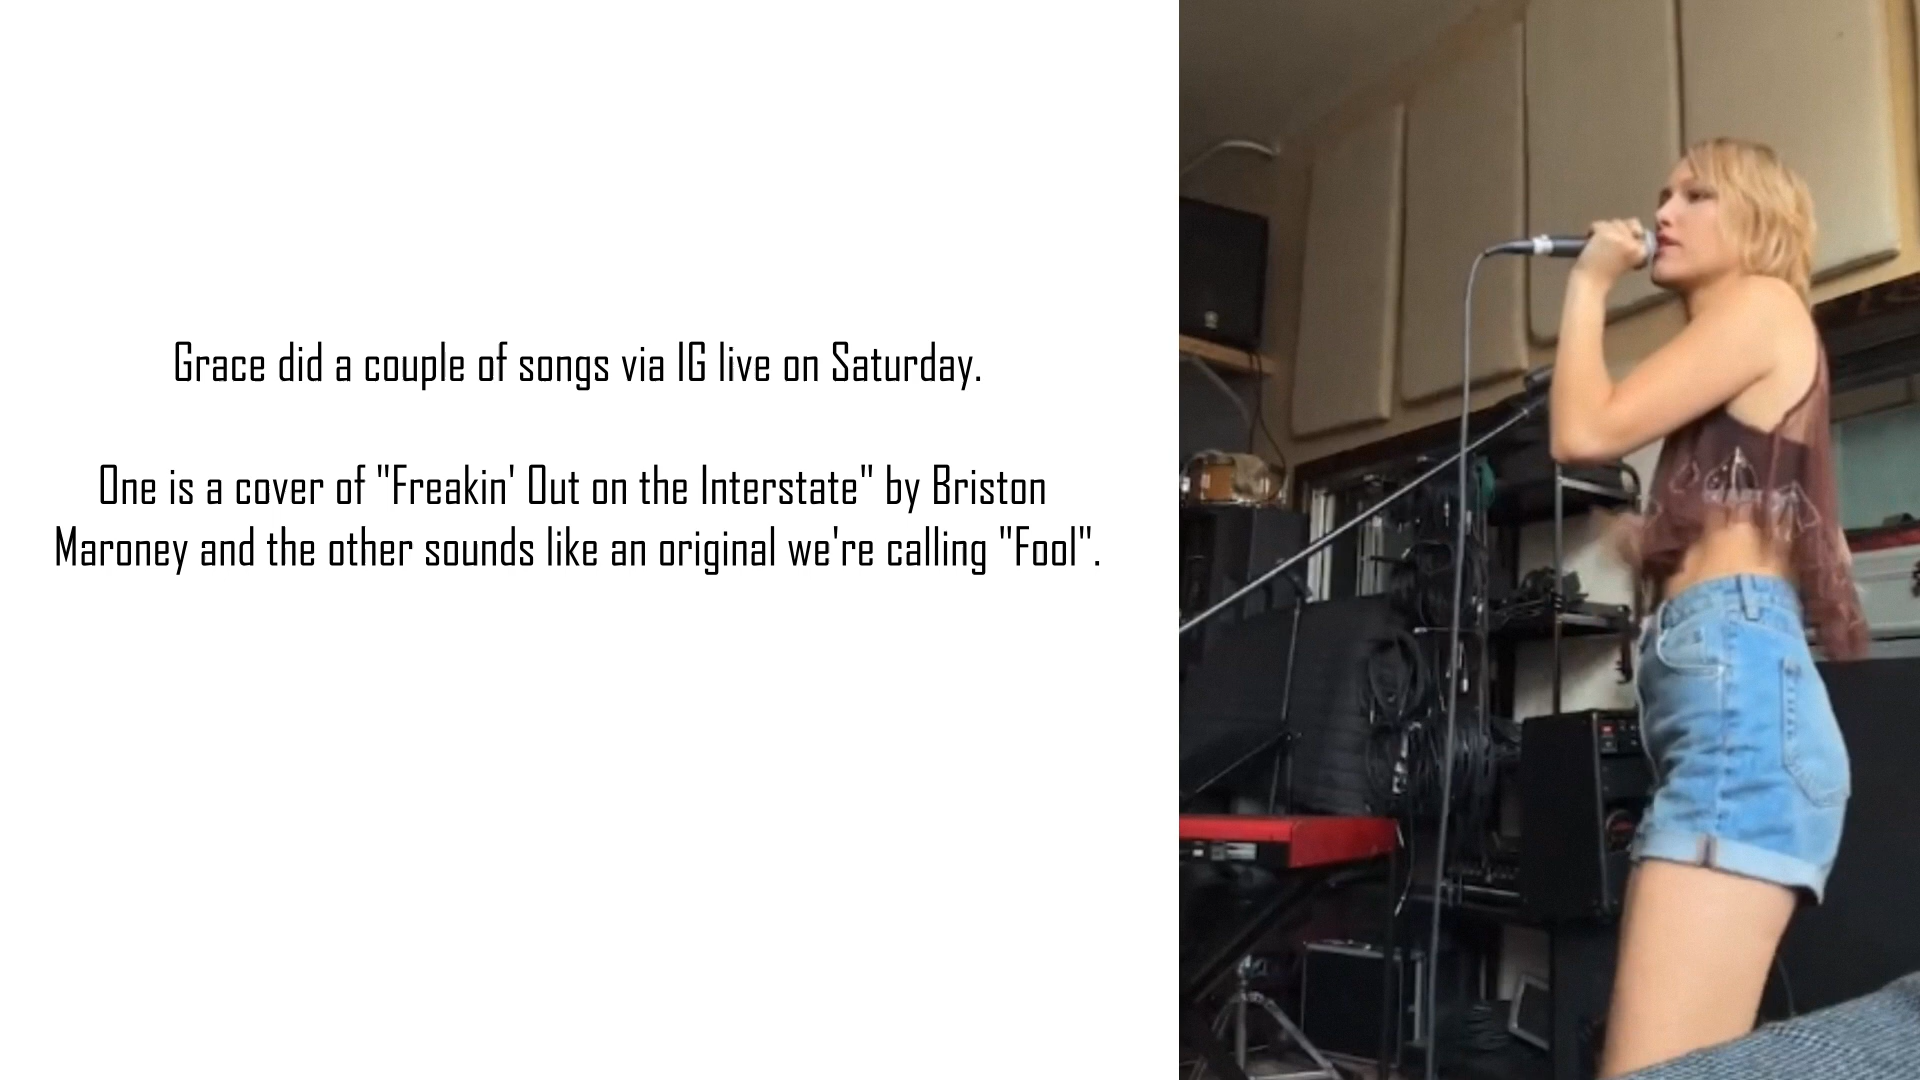 Grace did a couple of songs via IG live on Saturday.
One is a cover of "Freakin' Out on the Interstate" by Briston
Maroney and the other sounds like an original we're calling "Fool".